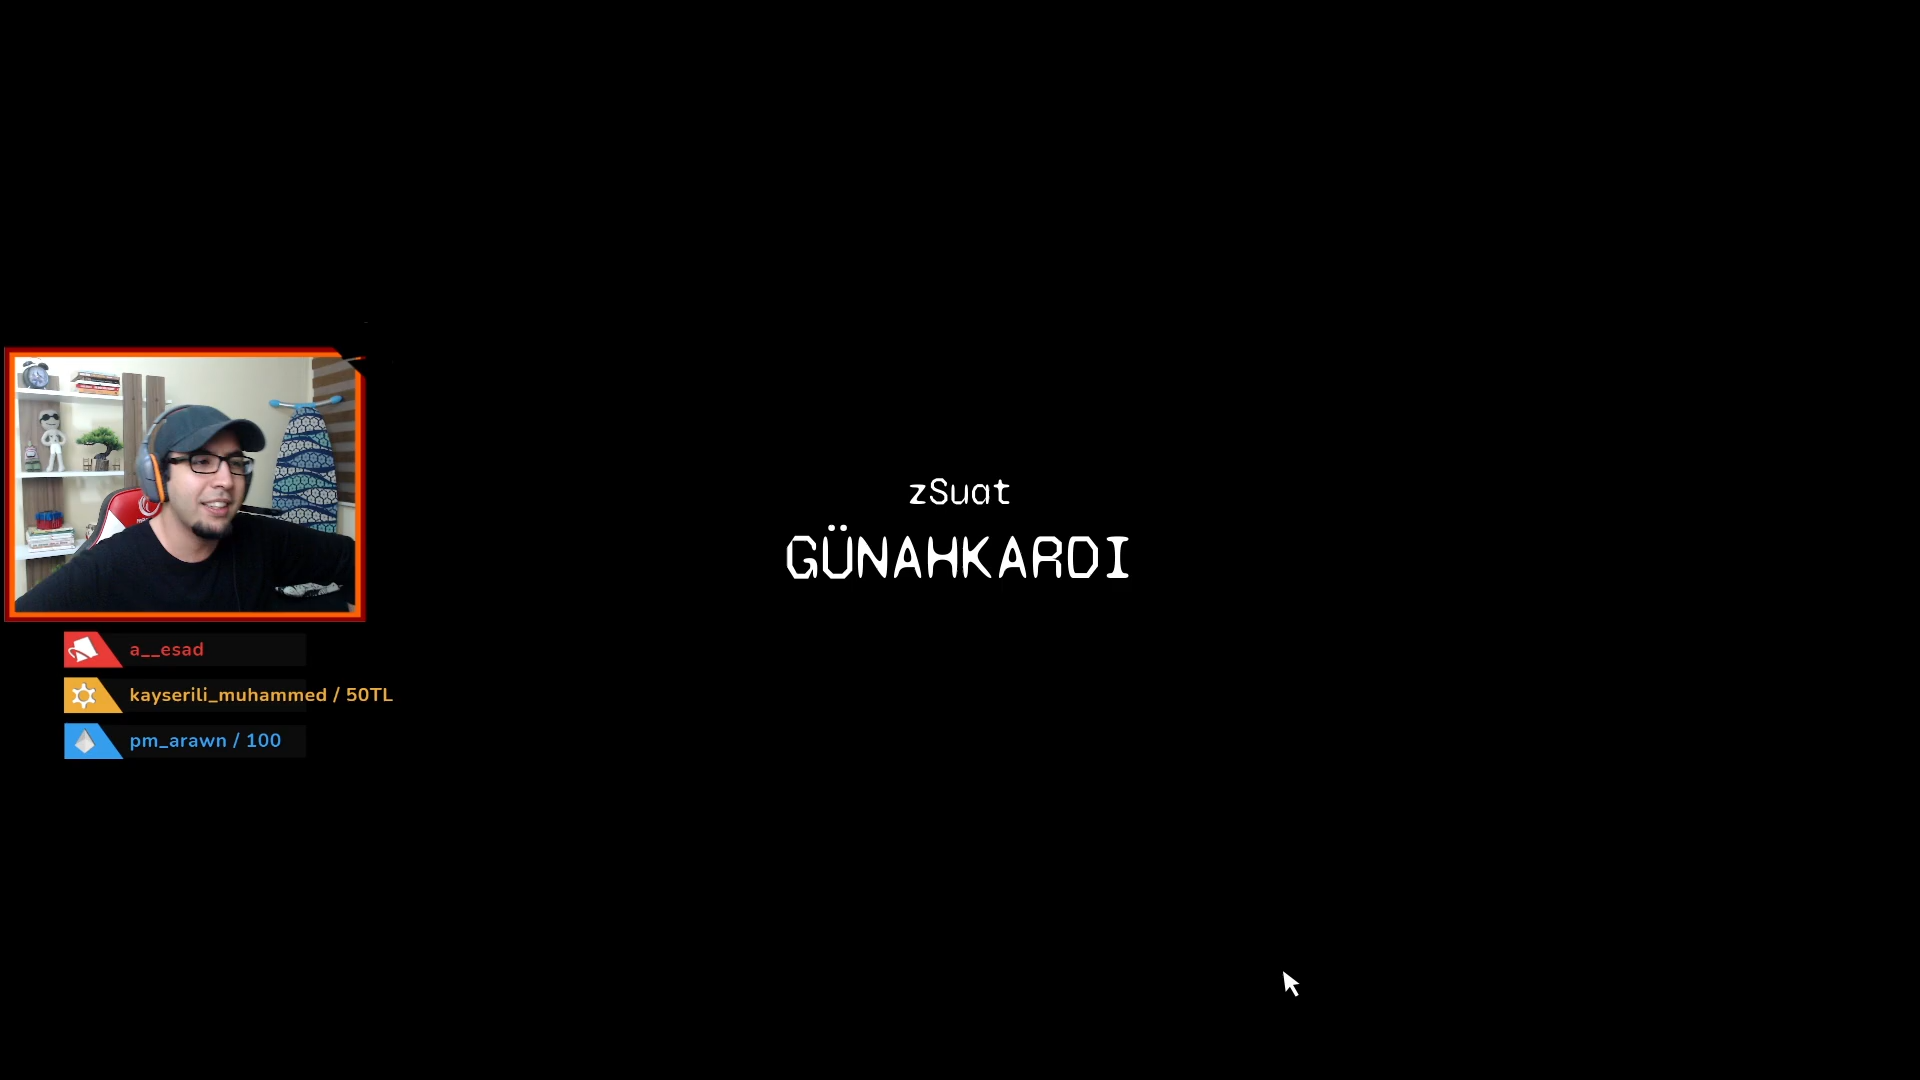 zSuat
GÜNAHKARDI
a__esad
kayserili_muhammed / 50TL
pm_arawn / 100